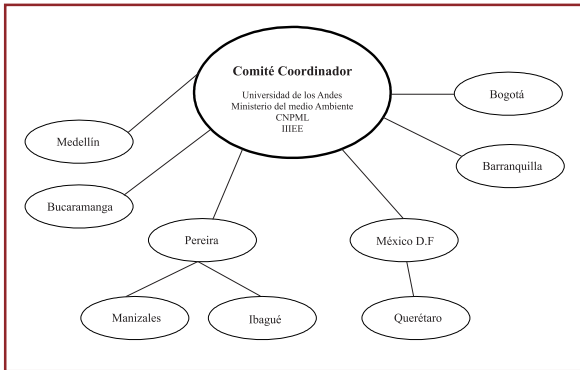 Comité Coordinador
Universidad de los Andes
Ministerio del medio Ambiente
CNPML
IIIEE
Bogotá
Medellín
Barranquilla
Bucaramanga
Pereira
México D.F
Manizales
Ibagué
Querétaro